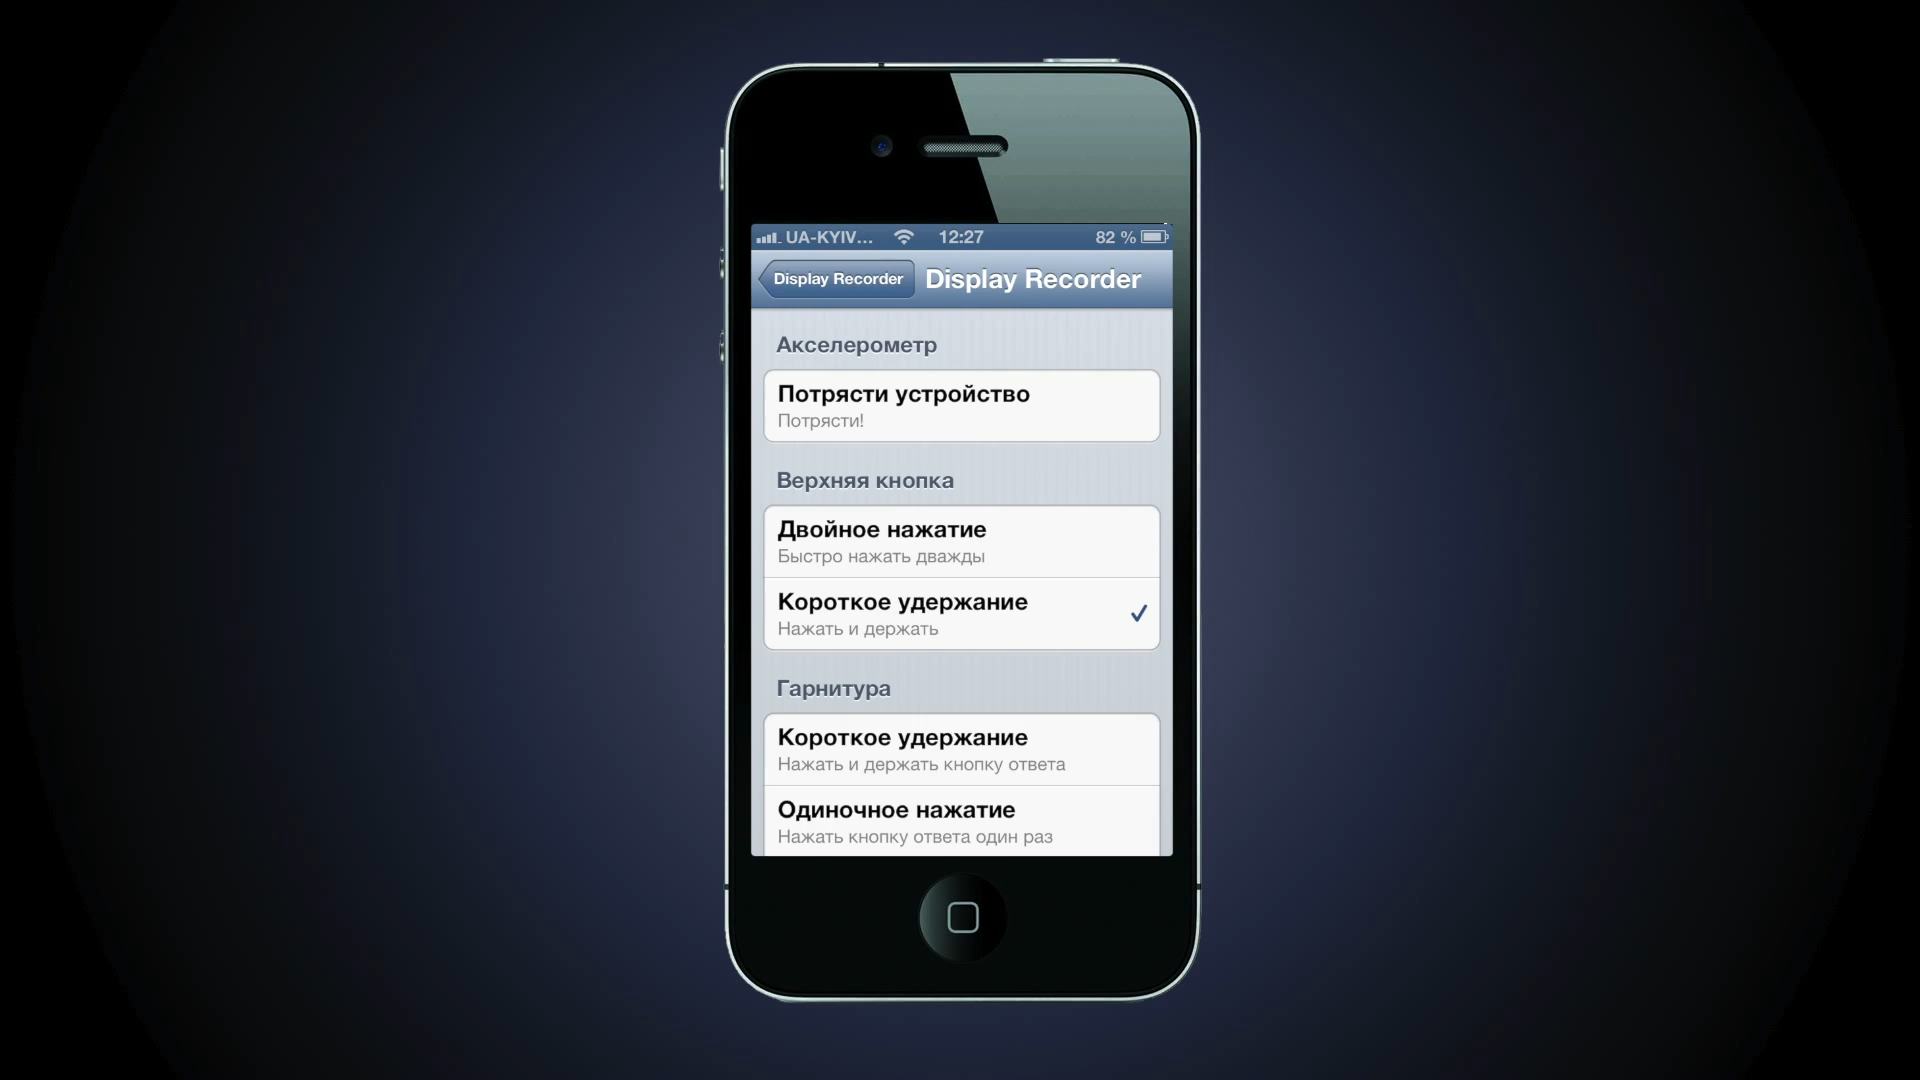 UA-KYIV... 12:27 82 %
Display Recorder Display Recorder
Акселерометр
Потрясти устройство
Потрясти!
Верхняя кнопка
Двойное нажатие
Быстро нажать дважды
Короткое удержание
Нажать и держать
Гарнитура
Короткое удержание
Нажать и держать кнопку ответа
Одиночное нажатие
Нажать кнопку ответа один раз